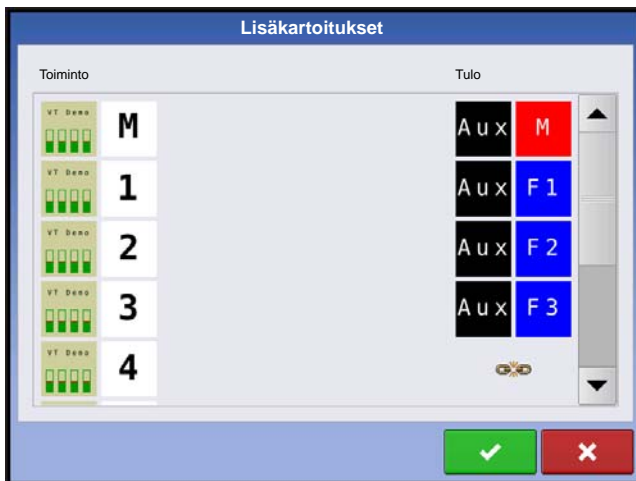 Lisäkartoitukset
Toiminto Tulo
VT Demo M Aux M
VT Demo 1 Aux F1
VT Demo 2 Aux F2
VT Demo 3 Aux F3
VT Demo 4